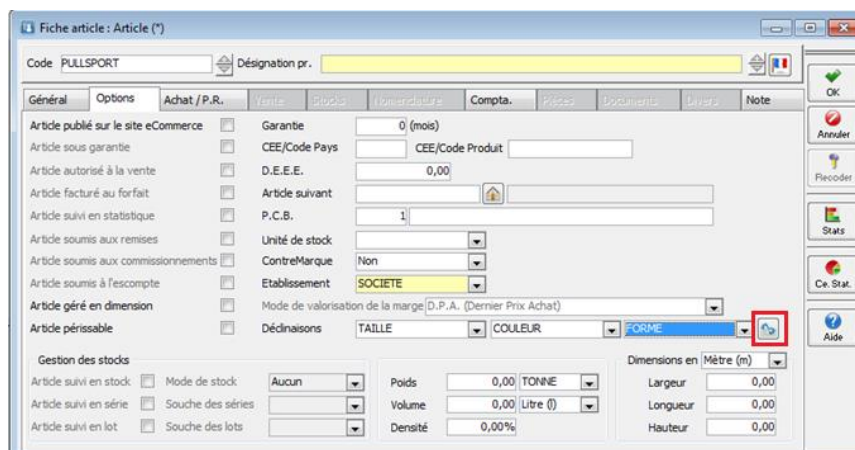 Fiche article : Article (*)
Code PULLSPORT Désignation pr.
Général Options Achat / P.R. Vente Stocks Nomenclature Compta. Pièces Documents Divers Note
Article publié sur le site eCommerce Garantie 0 (mois)
Article sous garantie CEE/Code Pays CEE/Code Produit
Article autorisé à la vente D.E.E.E. 0,00
Article facturé au forfait Article suivant
Article suivi en statistique P.C.B. 1
Article soumis aux remises Unité de stock
Article soumis aux commissionnements ContreMarque Non
Article soumis à l'escompte Etablissement SOCIETE
Article géré en dimension Mode de valorisation de la marge D.P.A. (Dernier Prix Achat)
Article périssable Déclinaisons TAILLE COULEUR FORME
Gestion des stocks Dimensions en Mètre (m)
Article suivi en stock Mode de stock Aucun Poids 0,00 TONNE Largeur 0,00
Article suivi en série Souche des séries Volume 0,00 Litre (l) Longueur 0,00
Article suivi en lot Souche des lots Densité 0,00% Hauteur 0,00
OK
Annuler
Recoder
Stats
Ce. Stat.
Aide